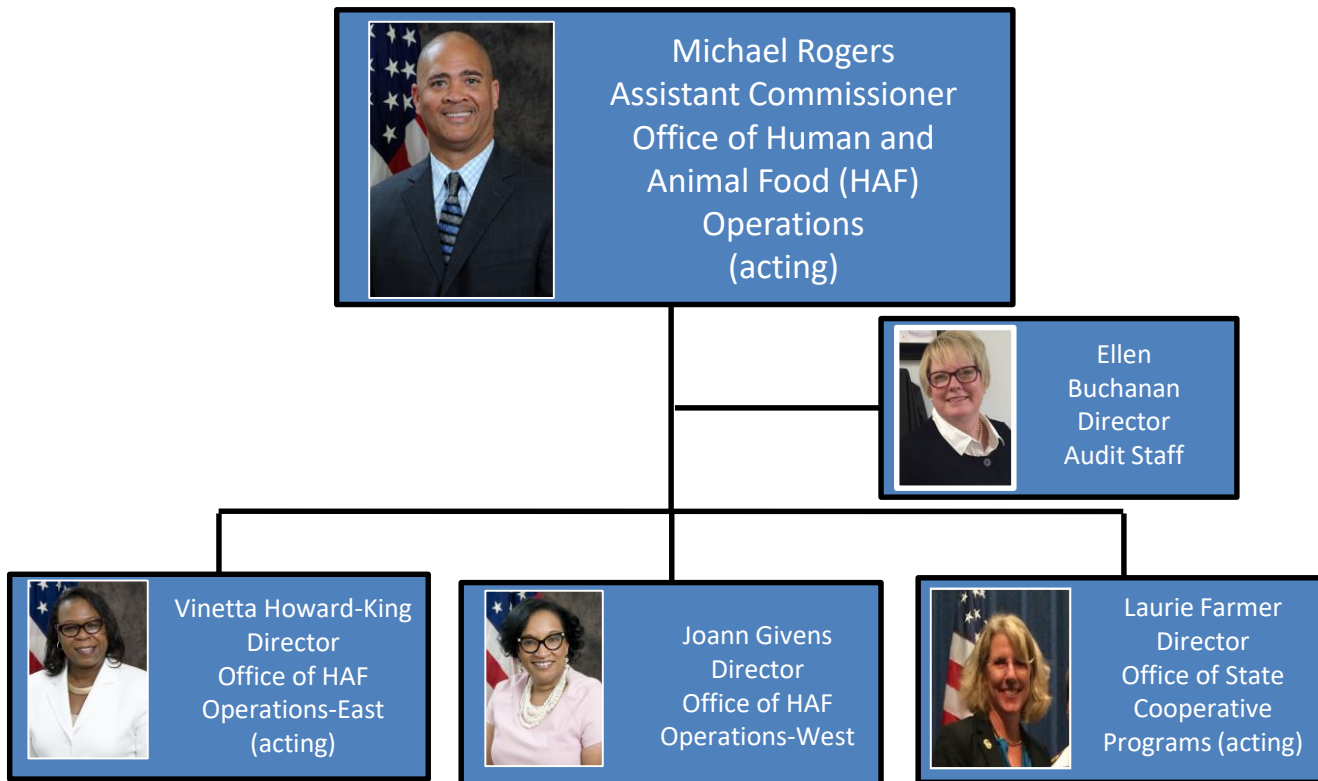 Michael Rogers
Assistant Commissioner
Office of Human and
Animal Food (HAF)
Operations
(acting)
Ellen
Buchanan
Director
Audit Staff
Vinetta Howard-King
Director
Office of HAF
Operations-East
(acting)
Joann Givens
Director
Office of HAF
Operations-West
Laurie Farmer
Director
Office of State
Cooperative
Programs (acting)